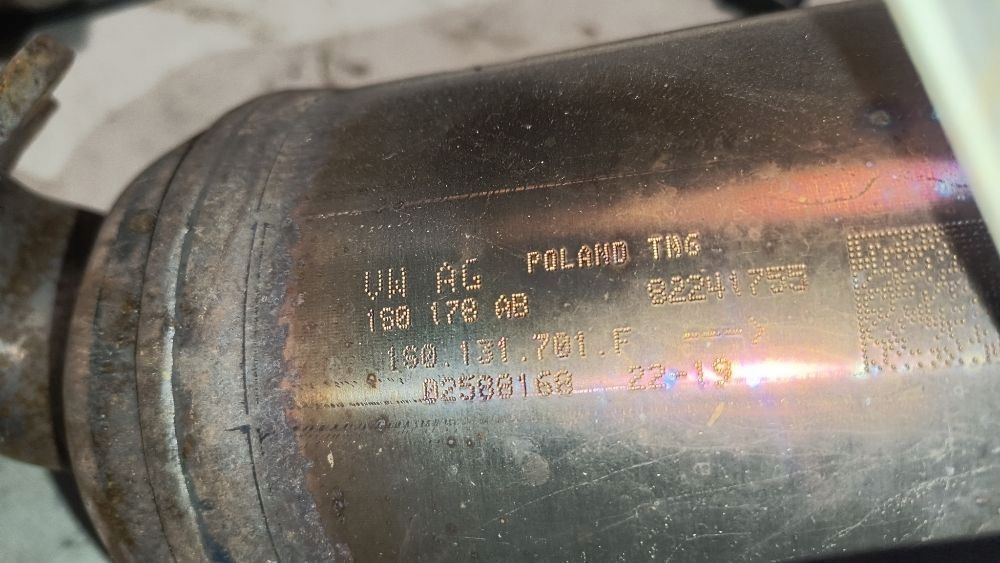 VW AG POLAND TNG
1S0 178 AB 82241755
1S0.131.701.F
02580168 22-19